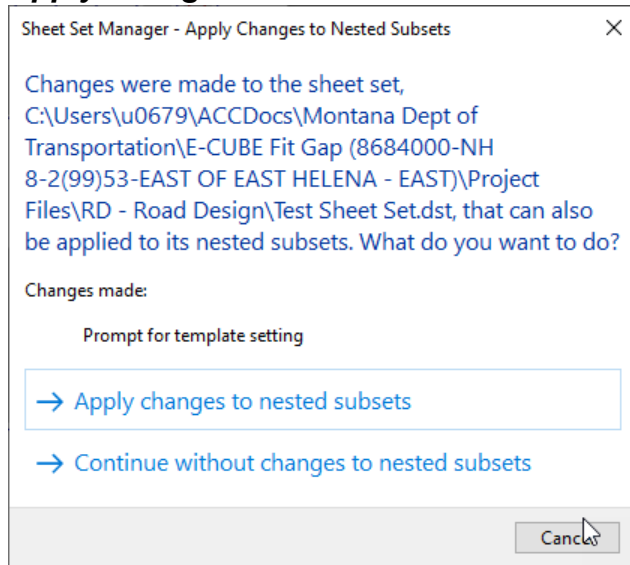 Sheet Set Manager - Apply Changes to Nested Subsets
Changes were made to the sheet set,
C:\Users\u0679\ACCDocs\Montana Dept of
Transportation\E-CUBE Fit Gap (8684000-NH
8-2(99)53-EAST OF EAST HELENA - EAST)\Project
Files\RD - Road Design\Test Sheet Set.dst, that can also
be applied to its nested subsets. What do you want to do?
Changes made:
Prompt for template setting
Apply changes to nested subsets
Continue without changes to nested subsets
Cancel